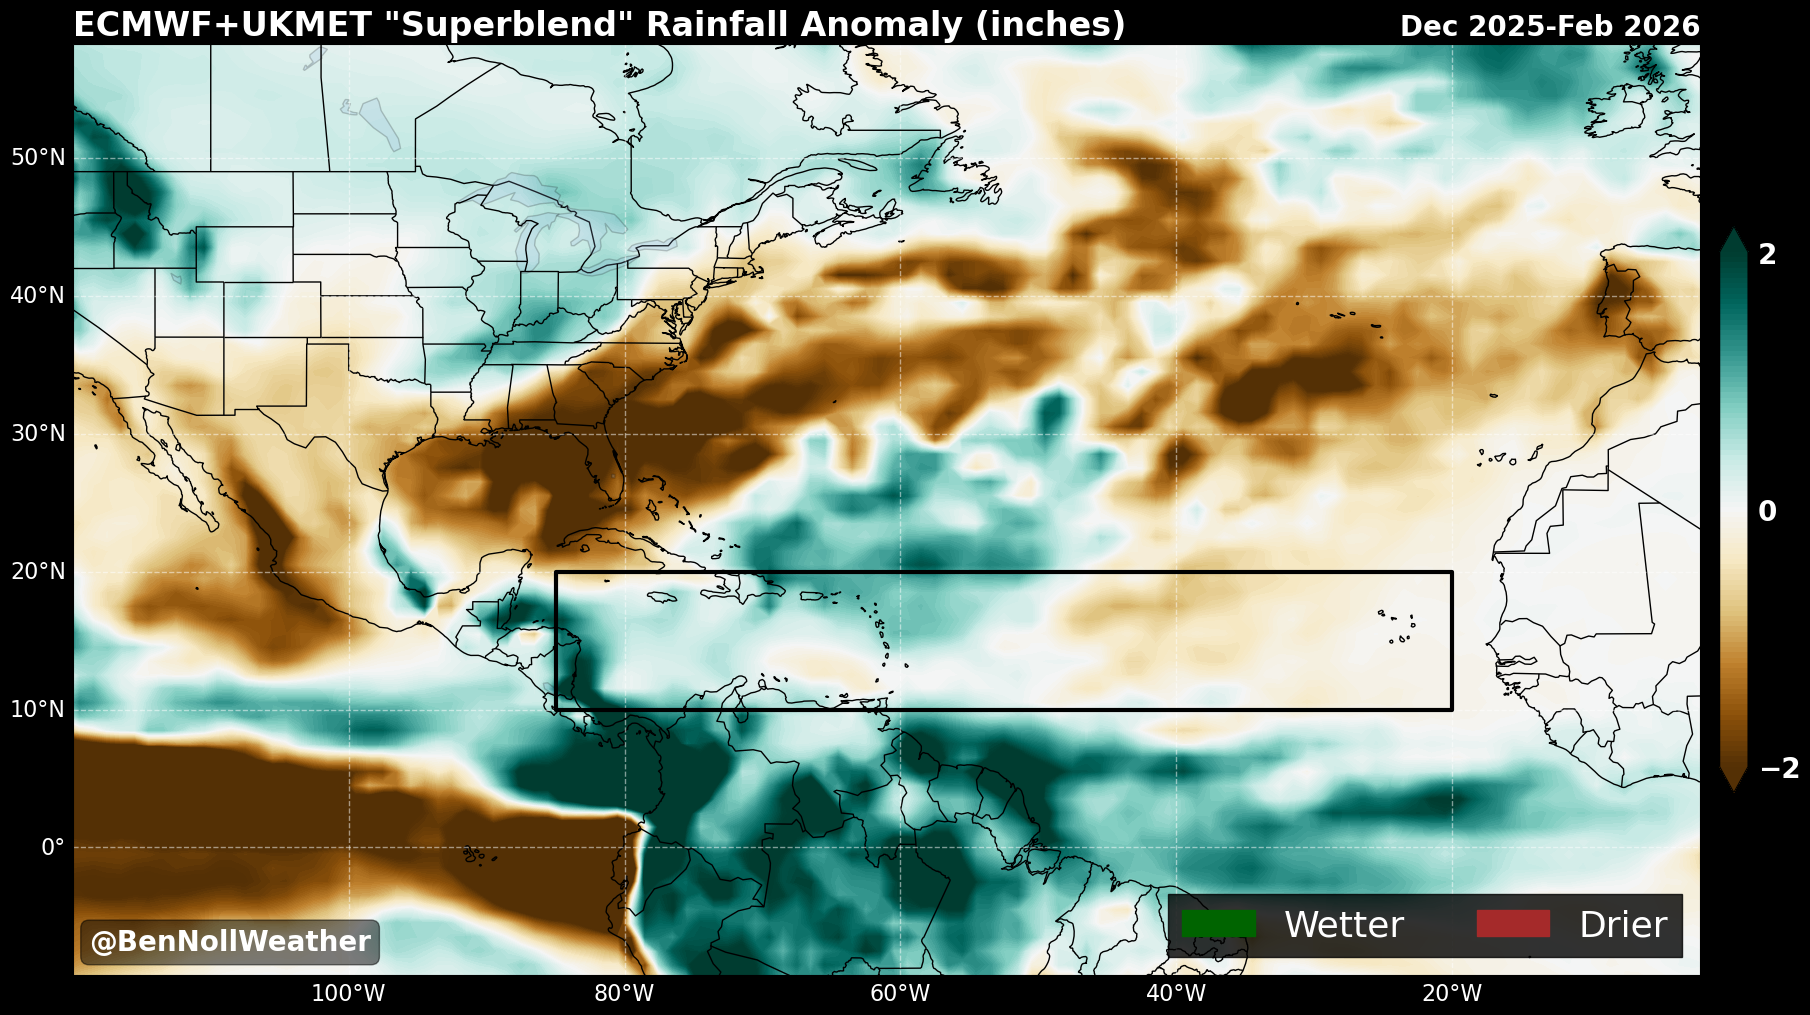 ECMWF+UKMET "Superblend" Rainfall Anomaly (inches)
Dec 2025-Feb 2026
50°N
40°N
30°N
20°N
10°N
0°
100°W
80°W
60°W
40°W
20°W
2
0
−2
@BenNollWeather
Wetter
Drier